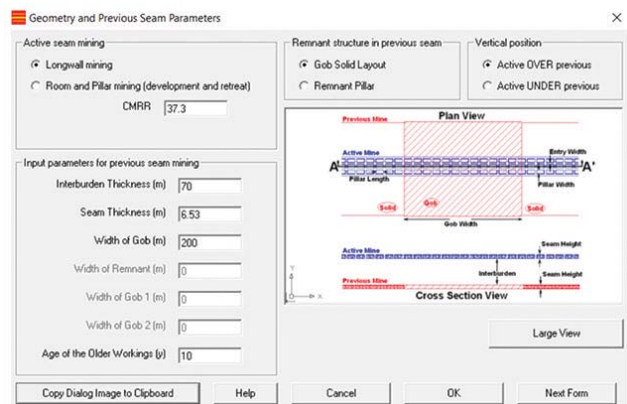 Geometry and Previous Seam Parameters
Active seam mining
Longwall mining
Room and Pillar mining (development and retreat)
CMRR 37.3
Remnant structure in previous seam
Gob Solid Layout
Remnant Pillar
Vertical position
Active OVER previous
Active UNDER previous
Input parameters for previous seam mining
Interburden Thickness (m) 70
Seam Thickness (m) 6.53
Width of Gob (m) 200
Width of Remnant (m) 0
Width of Gob 1 (m) 0
Width of Gob 2 (m) 0
Age of the Older Workings (y) 10
Previous Mine
Plan View
Active Mine
Entry Width
A
A'
Pillar Length
Pillar Width
Solid
Gob
Solid
Gob Width
Active Mine
Seam Height
Interburden
Previous Mine
Seam Height
Y
X
Cross Section View
Large View
Copy Dialog Image to Clipboard
Help
Cancel
OK
Next Form